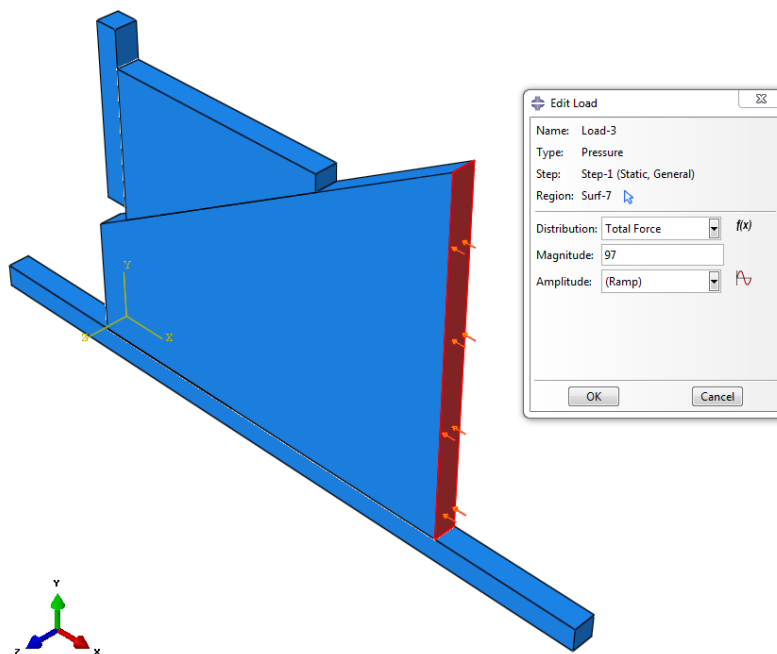 Edit Load
Name: Load-3
Type: Pressure
Step: Step-1 (Static, General)
Region: Surf-7
Distribution: Total Force f(x)
Magnitude: 97
Amplitude: (Ramp)
OK Cancel
Y
Z X
Y
Z X